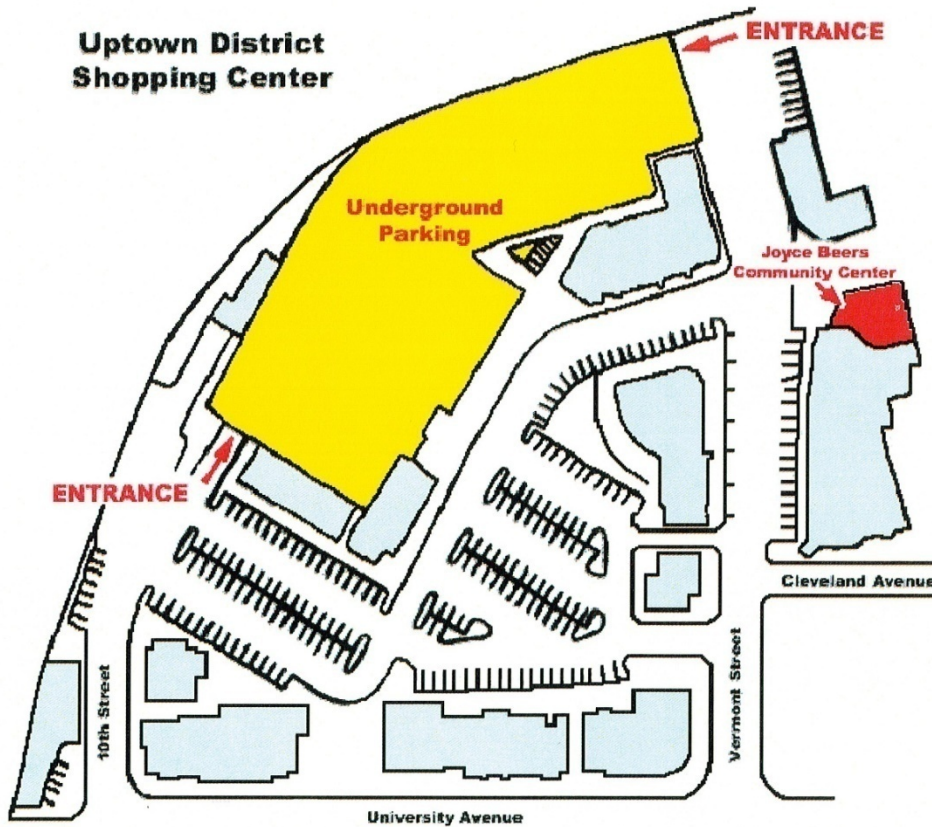 Uptown District
Shopping Center
ENTRANCE
Underground
Parking
Joyce Beers
Community Center
ENTRANCE
Cleveland Avenue
10th Street
Vermont Street
University Avenue